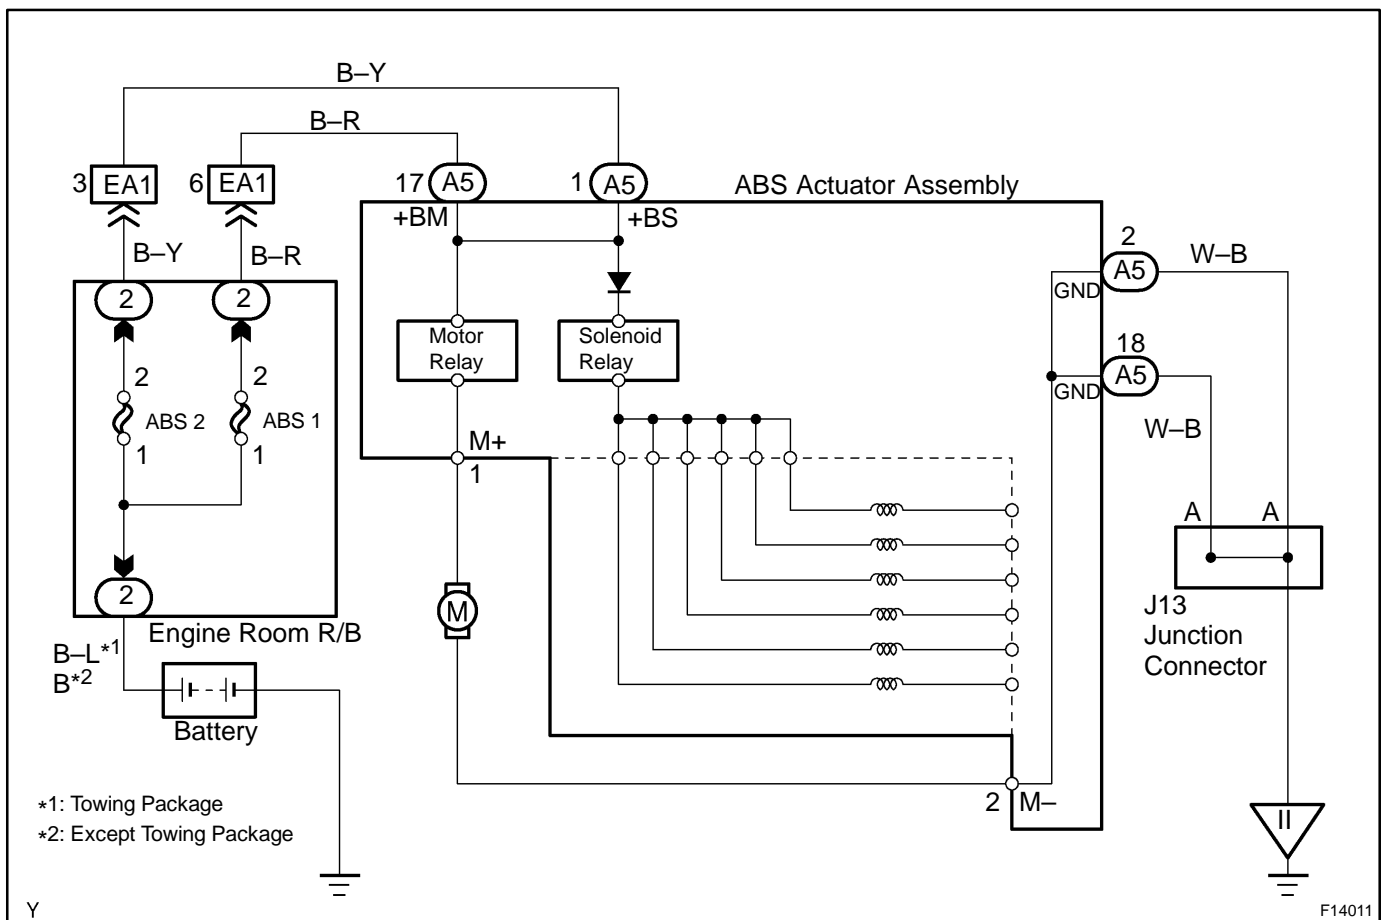 B–Y
B–R
3 EA1
6 EA1
17 A5
1 A5
ABS Actuator Assembly
+BM
+BS
2
A5
W–B
GND
B–Y
B–R
2
2
Motor
Relay
Solenoid
Relay
18
A5
GND
W–B
2
2
ABS 2
ABS 1
1
1
M+
1
A
A
2
M
J13
Junction
Connector
Engine Room R/B
B–L*1
B*2
Battery
2 M–
*1: Towing Package
*2: Except Towing Package
II
Y
F14011